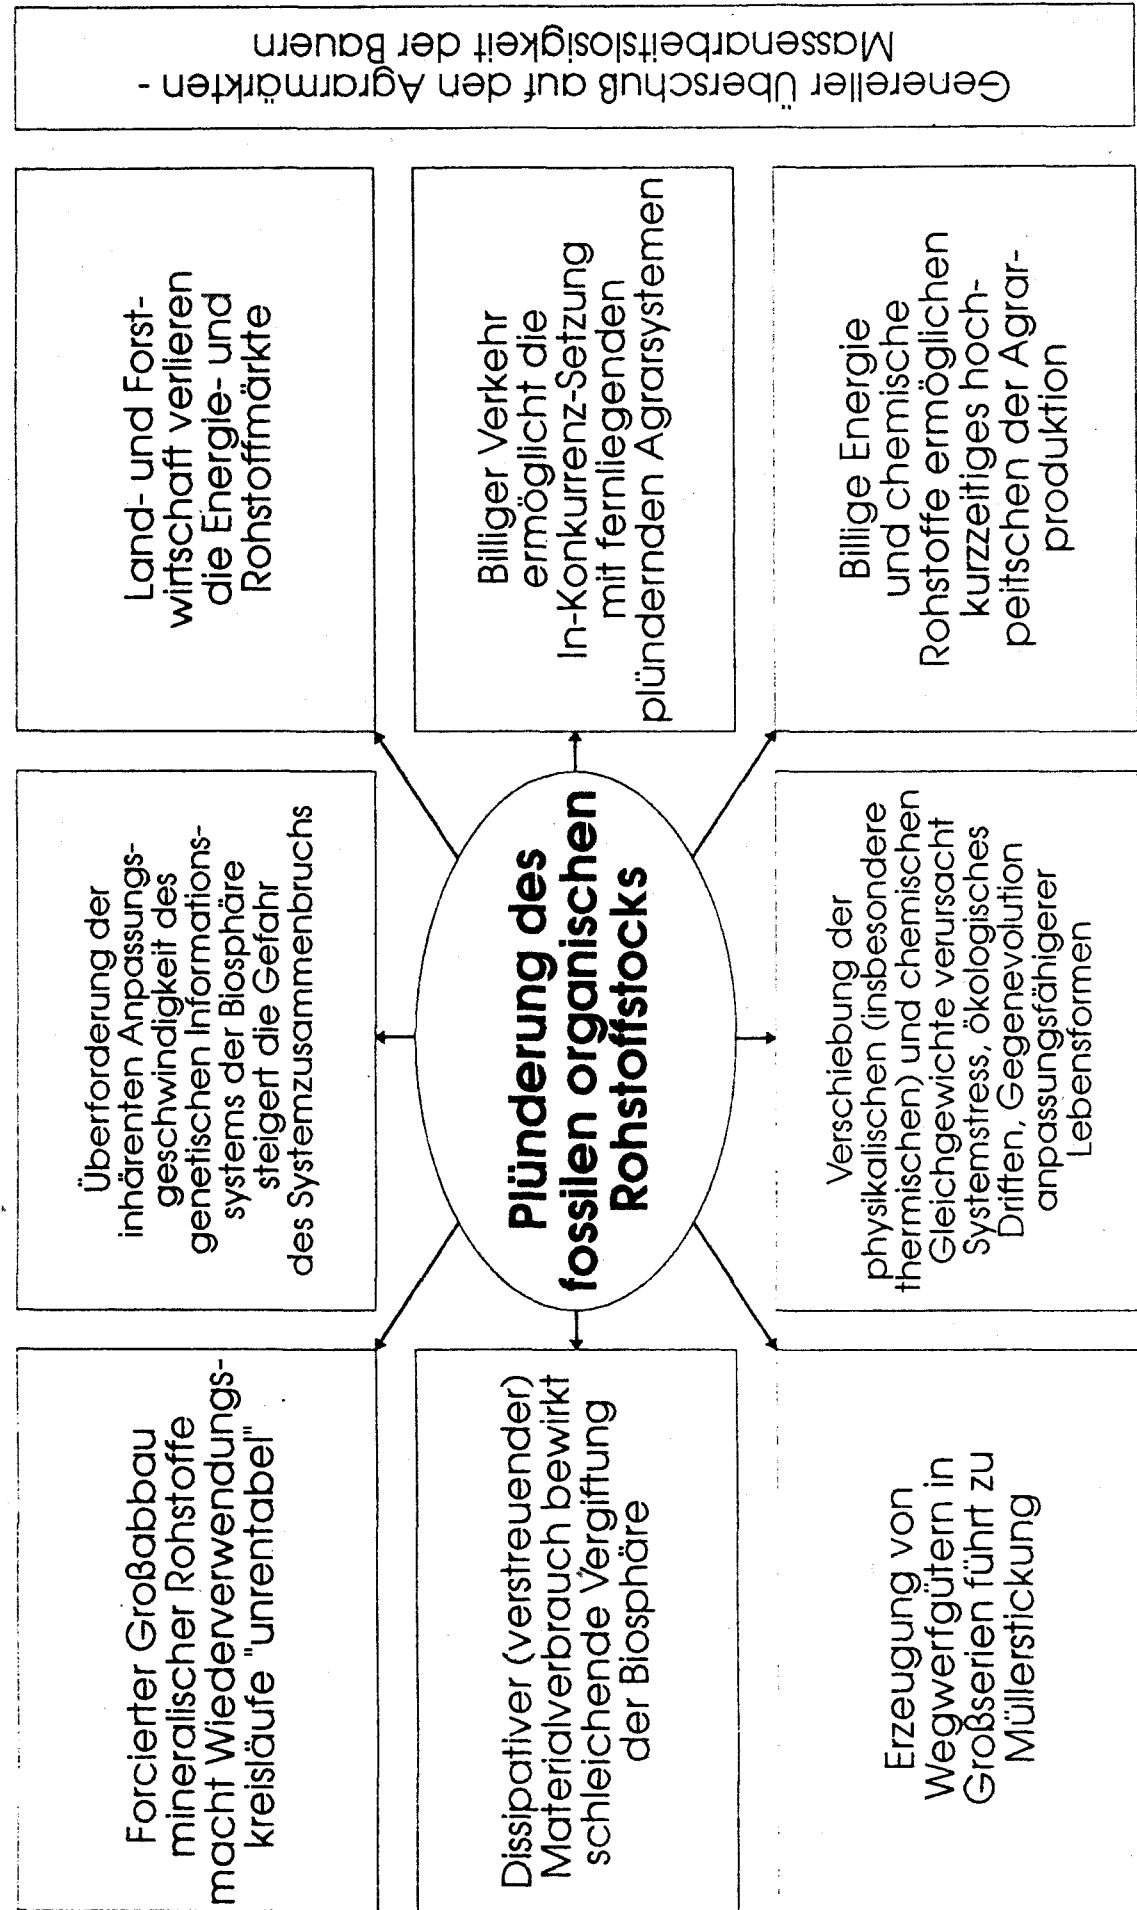 Forcierter Großabbau
mineralischer Rohstoffe
macht Wiederverwendungs-
kreisläufe "unrentabel"
Überforderung der
inhärenten Anpassungs-
geschwindigkeit des
genetischen Informations-
systems der Biosphäre
steigert die Gefahr
des Systemzusammenbruchs
Land- und Forst-
wirtschaft verlieren
die Energie- und
Rohstoffmärkte
Dissipativer (verstreuender)
Materialverbrauch bewirkt
schleichende Vergiftung
der Biosphäre
Plünderung des
fossilen organischen
Rohstoffstocks
Billiger Verkehr
ermöglicht die
In-Konkurrenz-Setzung
mit fernliegenden
plündernden Agrarsystemen
Erzeugung von
Wegwerfgütern in
Großserien führt zu
Müllerstickung
Verschiebung der
physikalischen (insbesondere
thermischen) und chemischen
Gleichgewichte verursacht
Systemstress, ökologisches
Driften, Gegenevolution
anpassungsfähigerer
Lebensformen
Billige Energie
und chemische
Rohstoffe ermöglichen
kurzzeitiges hoch-
peitschen der Agrar-
produktion
Genereller Überschuß auf den Agrarmärkten -
Massenarbeitslosigkeit der Bauern